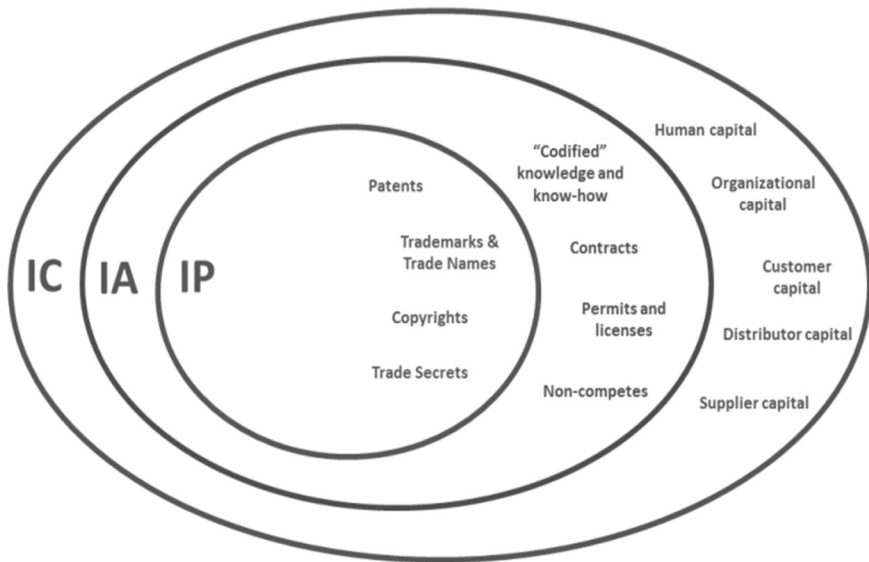 IC
IA
IP
Patents
Trademarks &
Trade Names
Copyrights
Trade Secrets
“Codified”
knowledge and
know-how
Contracts
Permits and
licenses
Non-competes
Human capital
Organizational
capital
Customer
capital
Distributor capital
Supplier capital